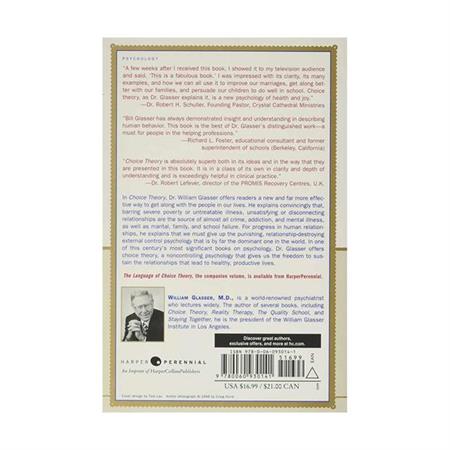 PSYCHOLOGY
"A few weeks after I received this book, I showed it to my television audience
and said, 'This is a fabulous book.' I was impressed with its clarity, its many
examples, and how we can all use it to improve our marriages, get along bet-
ter with our families, and persuade our children to do well in school. Choice
theory, as Dr. Glasser explains it, is a new psychology of health and joy."
—Dr. Robert H. Schuller, Founding Pastor, Crystal Cathedral Ministries
"Bill Glasser has always demonstrated insight and understanding in describing
human behavior. This book is the best of Dr. Glasser's distinguished work—a
must for people in the helping professions."
—Richard L. Foster, educational consultant and former
superintendent of schools (Berkeley, California)
"Choice Theory is absolutely superb both in its ideas and in the way that they
are presented in this book. It is in a class of its own in clarity and depth of
understanding and is exceedingly helpful in clinical practice."
—Dr. Robert Lefever, director of the PROMIS Recovery Centres, U.K.
In Choice Theory, Dr. William Glasser offers readers a new and far more effec-
tive way to get along with the people in our lives. He explains convincingly that,
barring severe poverty or untreatable illness, unsatisfying or disconnecting
relationships are the source of almost all crime, addiction, and mental illness,
as well as marital, family, and school failure. For progress in human relation-
ships, he explains that we must give up the punishing, relationship-destroying
external control psychology that is by far the dominant one in the world. In one
of this century's most significant books on psychology, Dr. Glasser offers
choice theory, a noncontrolling psychology that gives us the freedom to sus-
tain the relationships that lead to healthy, productive lives.
The Language of Choice Theory, the companion volume, is available from HarperPerennial.
WILLIAM GLASSER, M.D., is a world-renowned psychiatrist
who lectures widely. The author of several books, including
Choice Theory, Reality Therapy, The Quality School, and
Staying Together, he is the president of the William Glasser
Institute in Los Angeles.
Discover great authors,
exclusive offers, and more at hc.com.
HARPER PERENNIAL
An Imprint of HarperCollinsPublishers
ISBN 978-0-06-093014-1
51699
EAN
9 780060 930141
USA $16.99 / $21.00 CAN
Cover design by
Author photograph © 1998 by